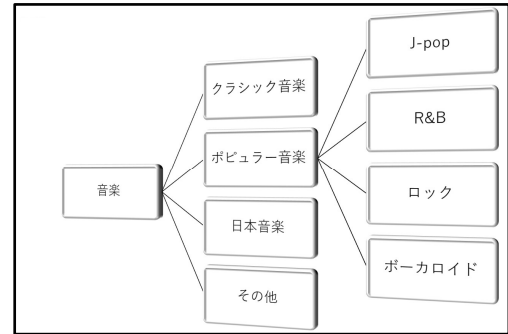 音楽
クラシック音楽
ポピュラー音楽
日本音楽
その他
J-pop
R&B
ロック
ボーカロイド